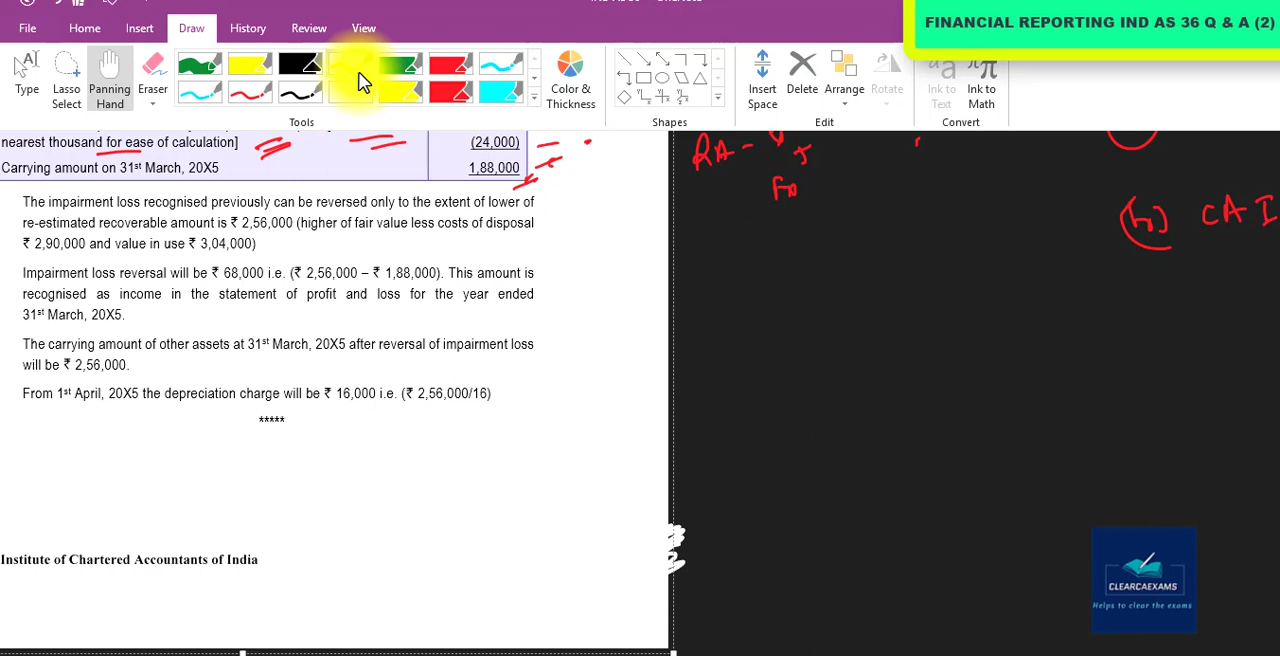 File Home Insert Draw History Review View
FINANCIAL REPORTING IND AS 36 Q & A (2)
Type
Lasso Select
Panning Hand
Eraser
Color & Thickness
Insert Space
Delete
Arrange
Rotate
Ink to Text
Ink to Math
Tools
Shapes
Edit
Convert
nearest thousand for ease of calculation] (24,000)
Carrying amount on 31st March, 20X5 1,88,000
The impairment loss recognised previously can be reversed only to the extent of lower of
re-estimated recoverable amount is ₹ 2,56,000 (higher of fair value less costs of disposal
₹ 2,90,000 and value in use ₹ 3,04,000)
Impairment loss reversal will be ₹ 68,000 i.e. (₹ 2,56,000 – ₹ 1,88,000). This amount is
recognised as income in the statement of profit and loss for the year ended
31st March, 20X5.
The carrying amount of other assets at 31st March, 20X5 after reversal of impairment loss
will be ₹ 2,56,000.
From 1st April, 20X5 the depreciation charge will be ₹ 16,000 i.e. (₹ 2,56,000/16)
*****
Institute of Chartered Accountants of India
RA -
CA I
CLEARCAEXAMS
Helps to clear the exams